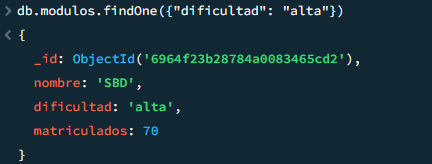 > db.modulos.findOne({"dificultad": "alta"})
< {
_id: ObjectId('6964f23b28784a0083465cd2'),
nombre: 'SBD',
dificultad: 'alta',
matriculados: 70
}